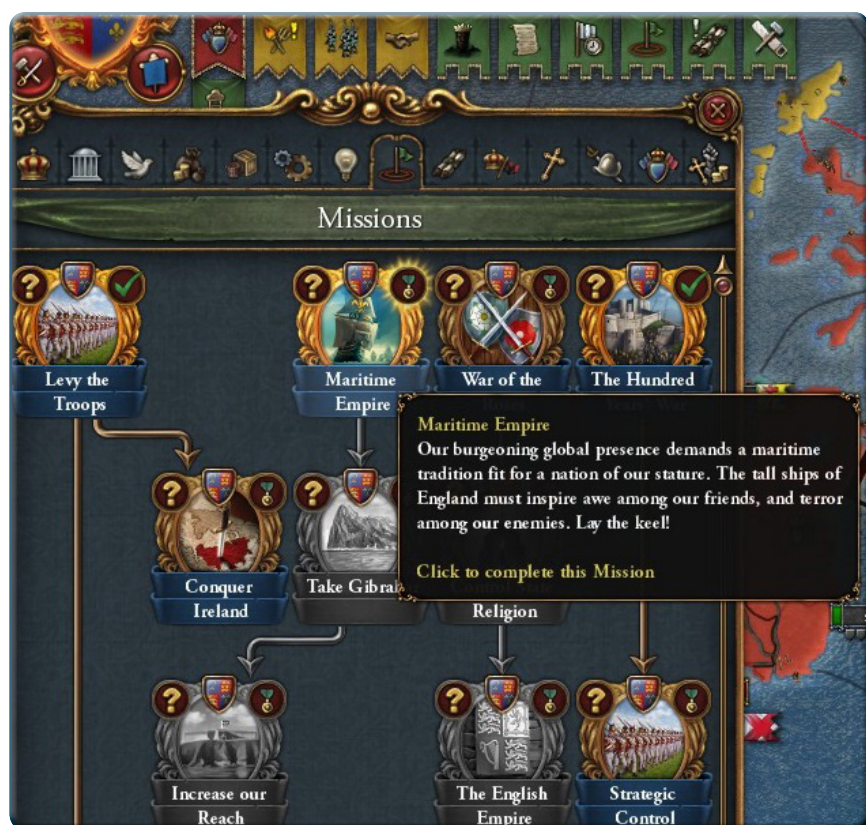 Missions
Levy the
Troops
Maritime
Empire
War of the
The Hundred
Maritime Empire
Our burgeoning global presence demands a maritime
tradition fit for a nation of our stature. The tall ships of
England must inspire awe among our friends, and terror
among our enemies. Lay the keel!
Click to complete this Mission
Conquer
Ireland
Take
Religion
Increase our
Reach
The English
Empire
Strategic
Control